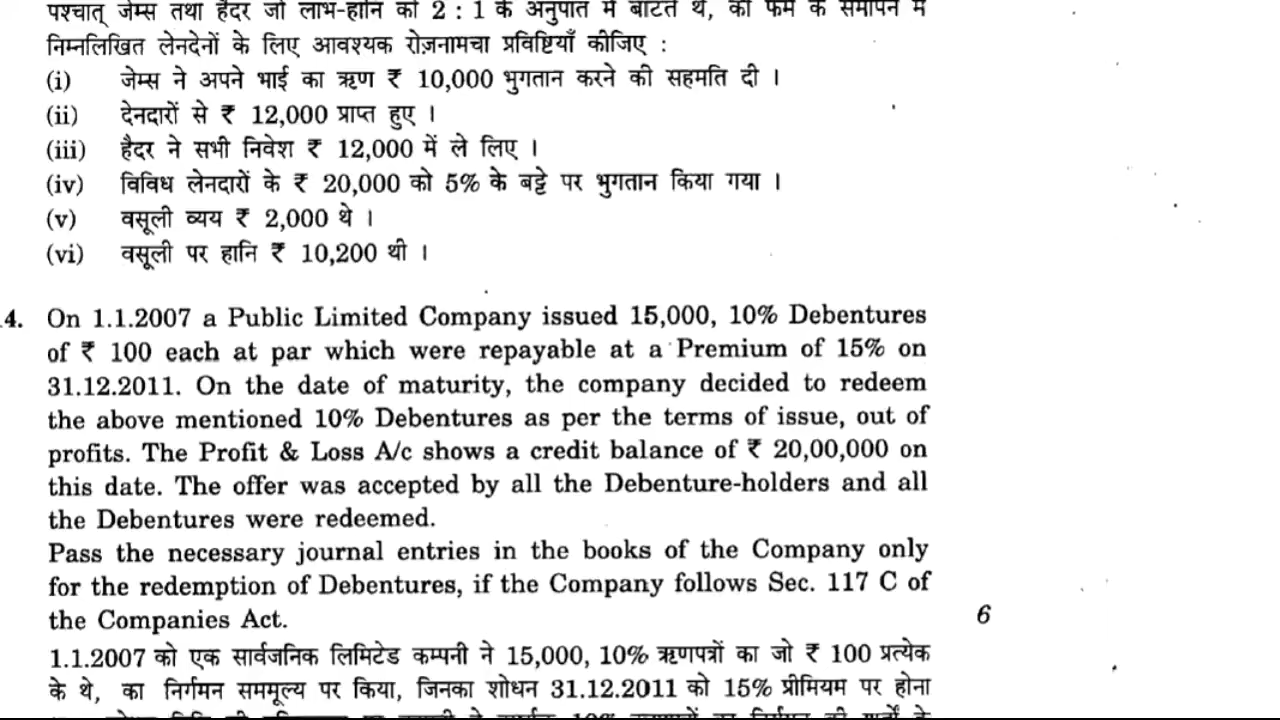 पश्चात् जेम्स तथा हैदर जो लाभ-हानि को 2 : 1 के अनुपात में बाँटते थे, की फर्म के समापन में
निम्नलिखित लेनदेनों के लिए आवश्यक रोज़नामचा प्रविष्टियाँ कीजिए :
(i) जेम्स ने अपने भाई का ऋण ₹ 10,000 भुगतान करने की सहमति दी ।
(ii) देनदारों से ₹ 12,000 प्राप्त हुए ।
(iii) हैदर ने सभी निवेश ₹ 12,000 में ले लिए ।
(iv) विविध लेनदारों के ₹ 20,000 को 5% के बट्टे पर भुगतान किया गया ।
(v) वसूली व्यय ₹ 2,000 थे ।
(vi) वसूली पर हानि ₹ 10,200 थी ।
4. On 1.1.2007 a Public Limited Company issued 15,000, 10% Debentures
of ₹ 100 each at par which were repayable at a Premium of 15% on
31.12.2011. On the date of maturity, the company decided to redeem
the above mentioned 10% Debentures as per the terms of issue, out of
profits. The Profit & Loss A/c shows a credit balance of ₹ 20,00,000 on
this date. The offer was accepted by all the Debenture-holders and all
the Debentures were redeemed.
Pass the necessary journal entries in the books of the Company only
for the redemption of Debentures, if the Company follows Sec. 117 C of
the Companies Act. 6
1.1.2007 को एक सार्वजनिक लिमिटेड कम्पनी ने 15,000, 10% ऋणपत्रों का जो ₹ 100 प्रत्येक
के थे, का निर्गमन सममूल्य पर किया, जिनका शोधन 31.12.2011 को 15% प्रीमियम पर होना